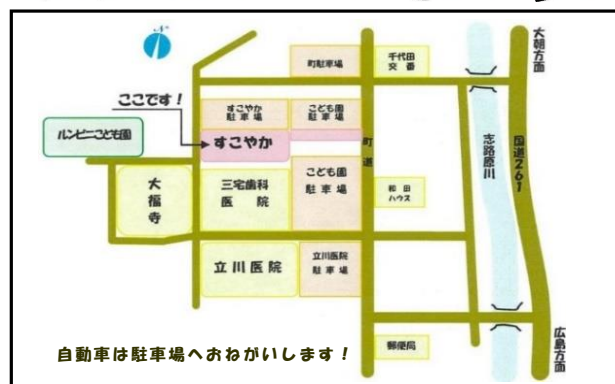 大朝方面
町駐車場
千代田
交番
ここです！
すこやか
駐車場
こども園
駐車場
ルンビニこども園
すこやか
町道
志路原川
国道261
大福寺
三宅歯科
医院
こども園
駐車場
和田
ハウス
立川医院
立川医院
駐車場
郵便局
広島方面
自動車は駐車場へおねがいします！